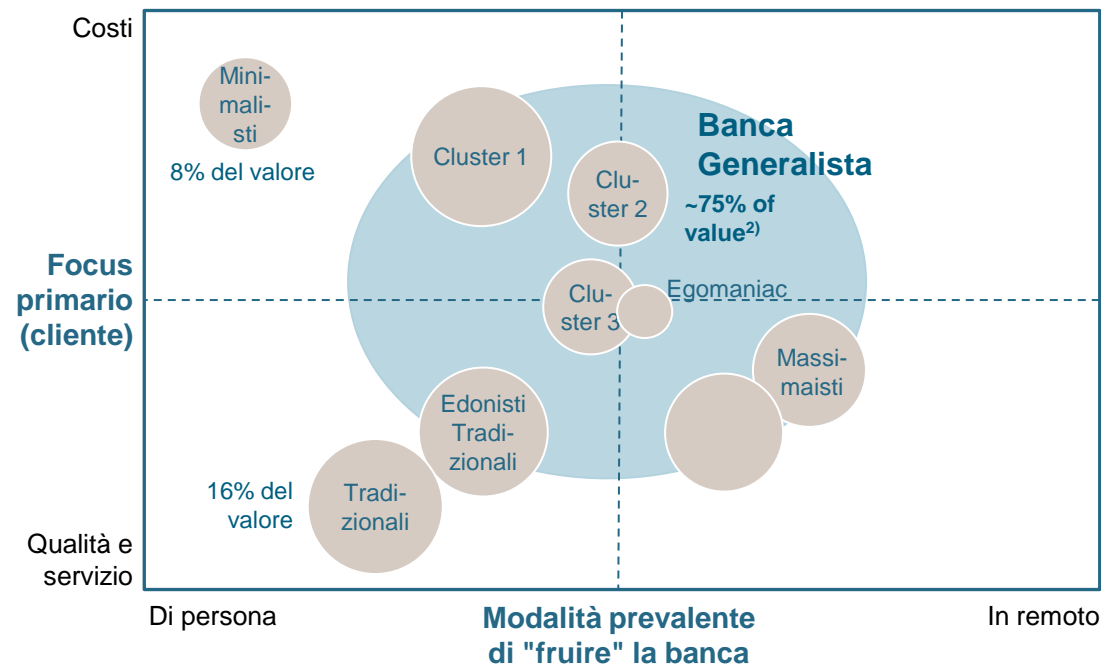 Costi
Mini-
mali-
sti
8% del valore
Cluster 1
Clu-
ster 2
Banca
Generalista
~75% of
value2)
Focus
primario
(cliente)
Clu-
ster 3
Egomaniac
Massi-
maisti
Edonisti
Tradi-
zionali
16% del
valore
Tradi-
zionali
Qualità e
servizio
Di persona
Modalità prevalente
di "fruire" la banca
In remoto